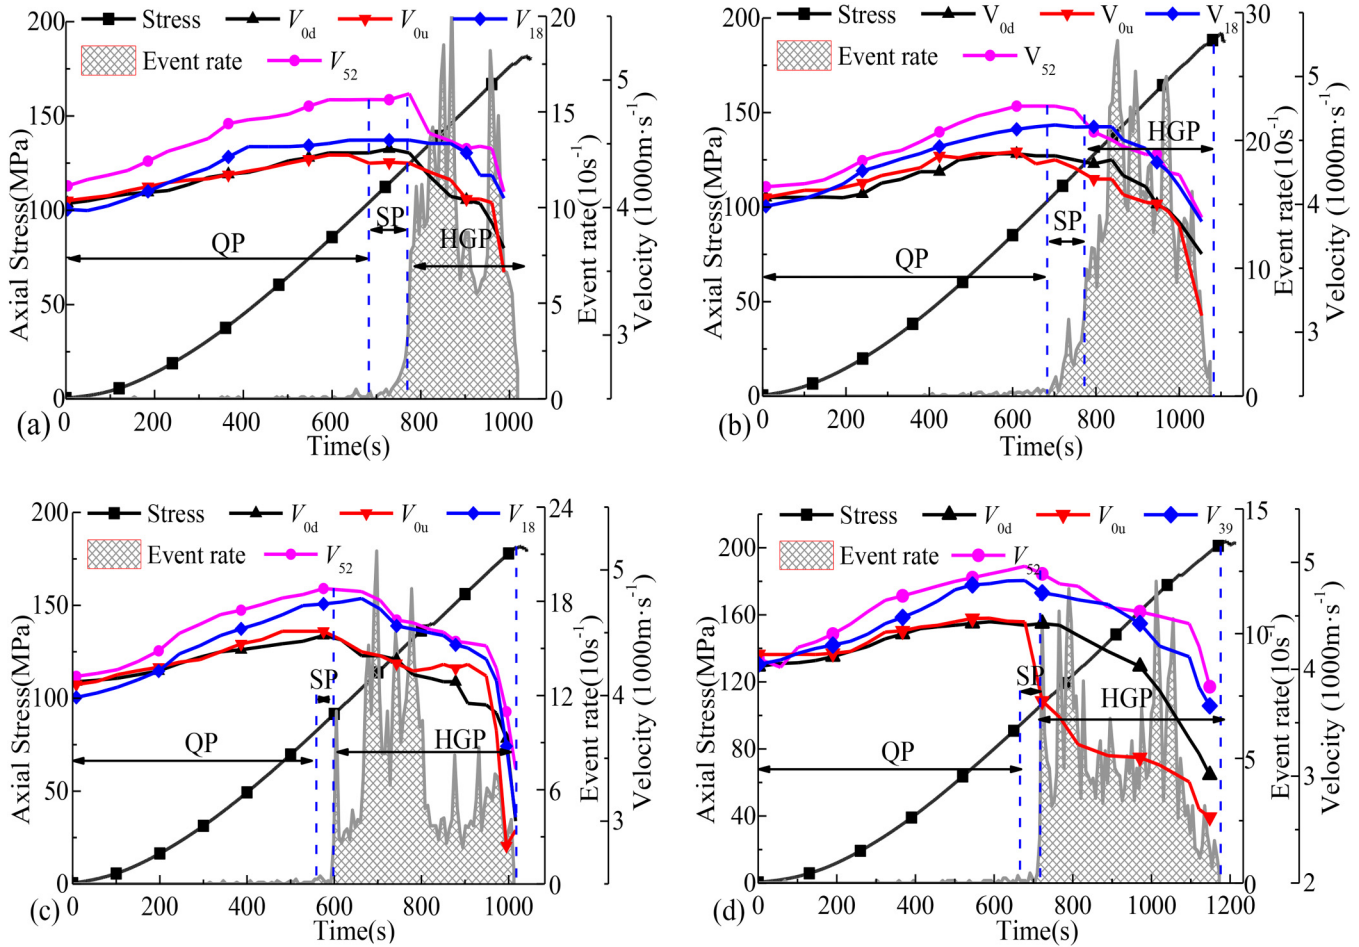 Stress V0d V0u V18
Event rate V52
Axial Stress(MPa)
200
150
100
50
0
20
16
15
10
5
0
Event rate(10s-1)
5
4
3
Velocity (1000m·s-1)
QP
SP
HGP
0 200 400 600 800 1000
Time(s)
(a)
Stress V0d V0u V18
Event rate V52
Axial Stress(MPa)
200
150
100
50
0
30
20
10
0
Event rate(10s-1)
5
4
3
Velocity (1000m·s-1)
QP
SP
HGP
0 200 400 600 800 1000
Time(s)
(b)
Stress V0d V0u V18
Event rate V52
Axial Stress(MPa)
200
150
100
50
0
24
18
12
6
0
Event rate(10s-1)
5
4
3
Velocity (1000m·s-1)
QP
SP
HGP
0 200 400 600 800 1000
Time(s)
(c)
Stress V0d V0u V39
Event rate V52
Axial Stress(MPa)
200
160
120
80
40
0
15
10
5
0
Event rate(10s-1)
5
4
3
2
Velocity (1000m·s-1)
QP
SP
HGP
0 200 400 600 800 1000 1200
Time(s)
(d)